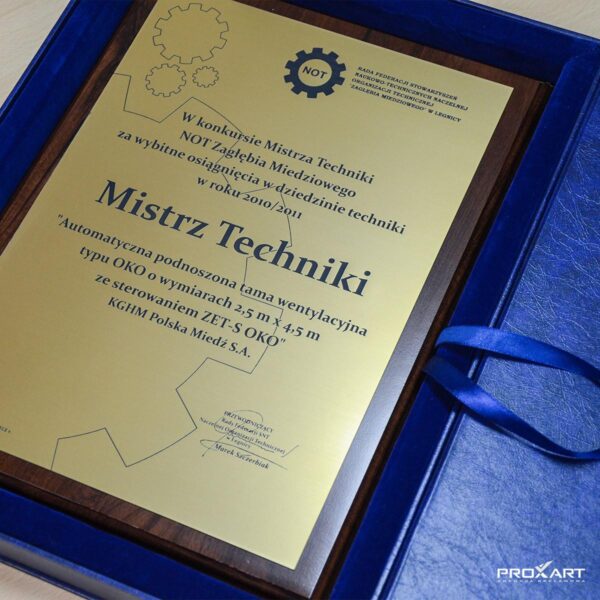 NOT
RADA FEDERACJI STOWARZYSZEŃ
NAUKOWO-TECHNICZNYCH NACZELNEJ
ORGANIZACJI TECHNICZNEJ
"ZAGŁĘBIA MIEDZIOWEGO" W LEGNICY
W konkursie Mistrza Techniki
NOT Zagłębia Miedziowego
za wybitne osiągnięcia w dziedzinie techniki
w roku 2010/2011
Mistrz Techniki
"Automatyczna podnoszona tama wentylacyjna
typu OKO o wymiarach 2,5 m x 4,5 m
ze sterowaniem ZET-S OKO"
KGHM Polska Miedź S.A.
PRZEWODNICZĄCY
Rady Federacji SNT
Naczelnej Organizacji Technicznej
w Legnicy
Marek Szczerbiak
PROXART
AGENCJA REKLAMOWA